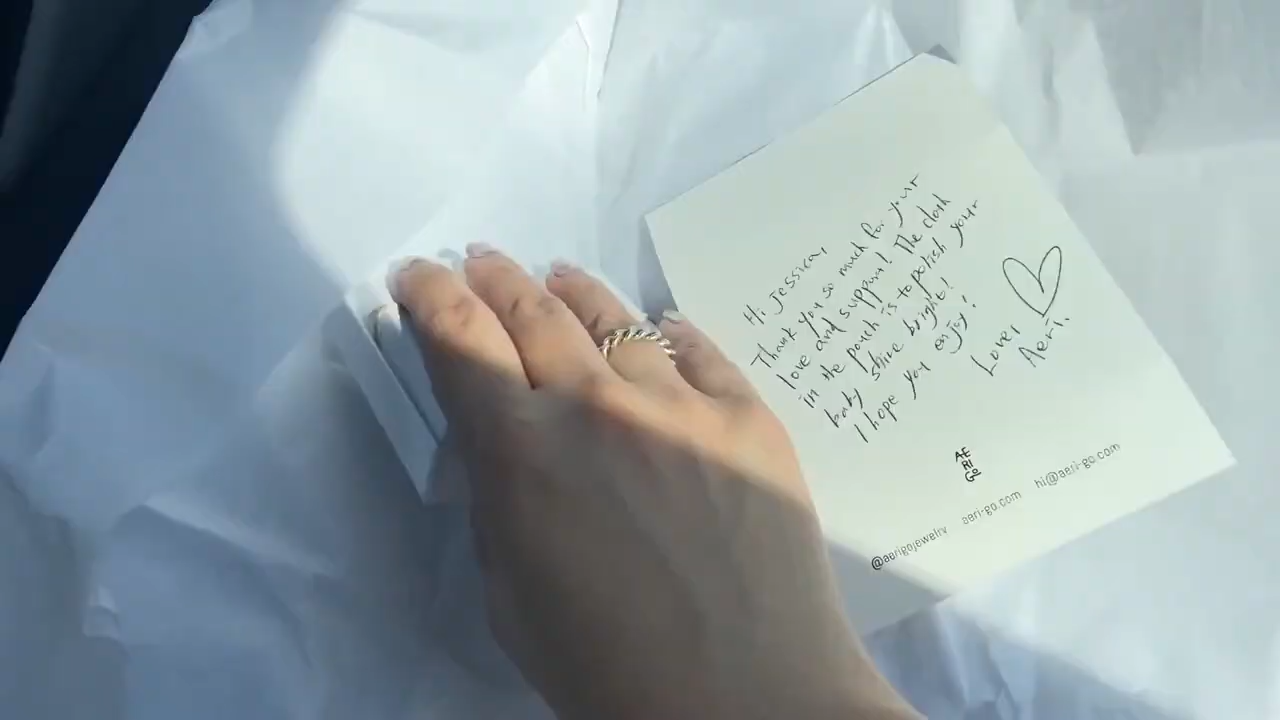 Hi Jessica,
Thank you so much for your
love and support! The cloth
in the pouch is to polish your
baby shine bright!
I hope you enjoy!
Love,
Aeri.
AE
RI
Go
@aerigojewelry aeri-go.com hi@aeri-go.com